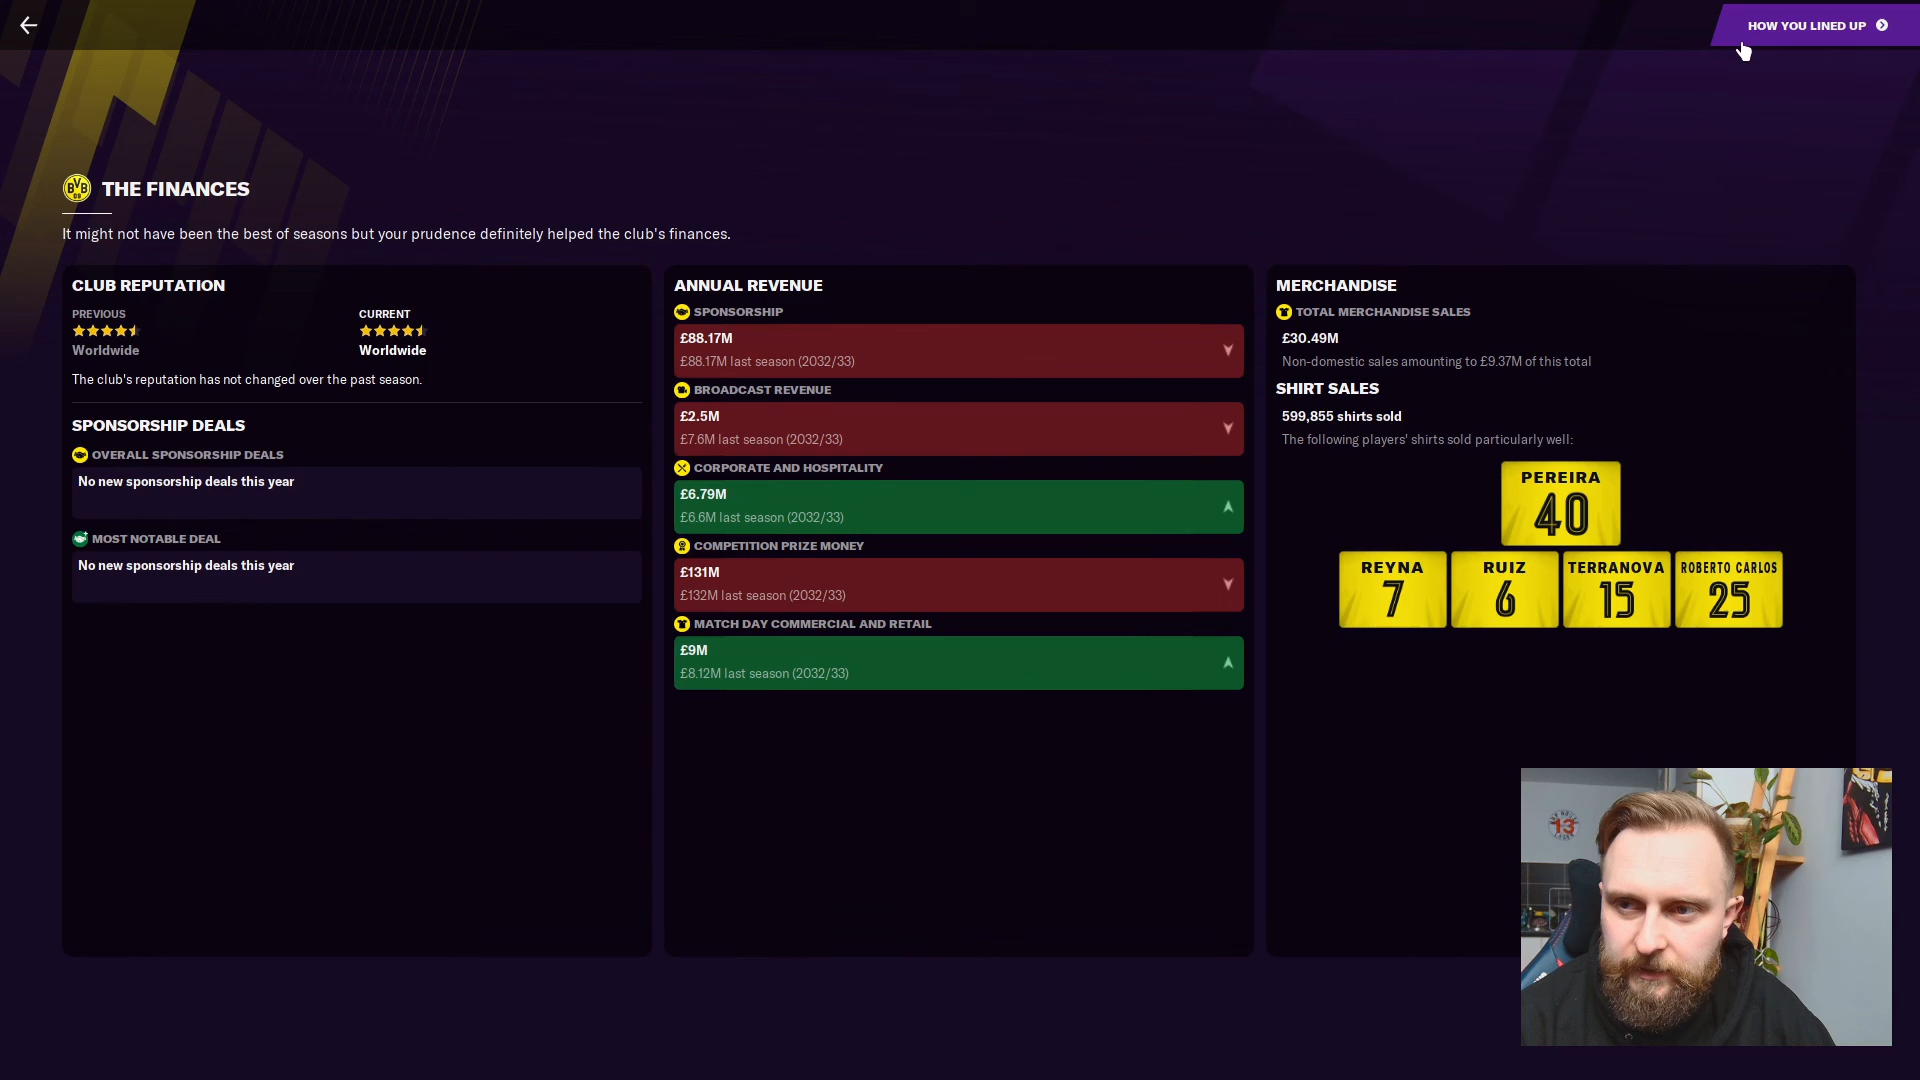 HOW YOU LINED UP
BVB
09
THE FINANCES
It might not have been the best of seasons but your prudence definitely helped the club's finances.
CLUB REPUTATION
PREVIOUS
CURRENT
Worldwide
Worldwide
The club's reputation has not changed over the past season.
SPONSORSHIP DEALS
OVERALL SPONSORSHIP DEALS
No new sponsorship deals this year
MOST NOTABLE DEAL
No new sponsorship deals this year
ANNUAL REVENUE
SPONSORSHIP
£88.17M
£88.17M last season (2032/33)
BROADCAST REVENUE
£2.5M
£7.6M last season (2032/33)
CORPORATE AND HOSPITALITY
£6.79M
£6.6M last season (2032/33)
COMPETITION PRIZE MONEY
£131M
£132M last season (2032/33)
MATCH DAY COMMERCIAL AND RETAIL
£9M
£8.12M last season (2032/33)
MERCHANDISE
TOTAL MERCHANDISE SALES
£30.49M
Non-domestic sales amounting to £9.37M of this total
SHIRT SALES
599,855 shirts sold
The following players' shirts sold particularly well:
PEREIRA
40
REYNA
7
RUIZ
6
TERRANOVA
15
ROBERTO CARLOS
25
13